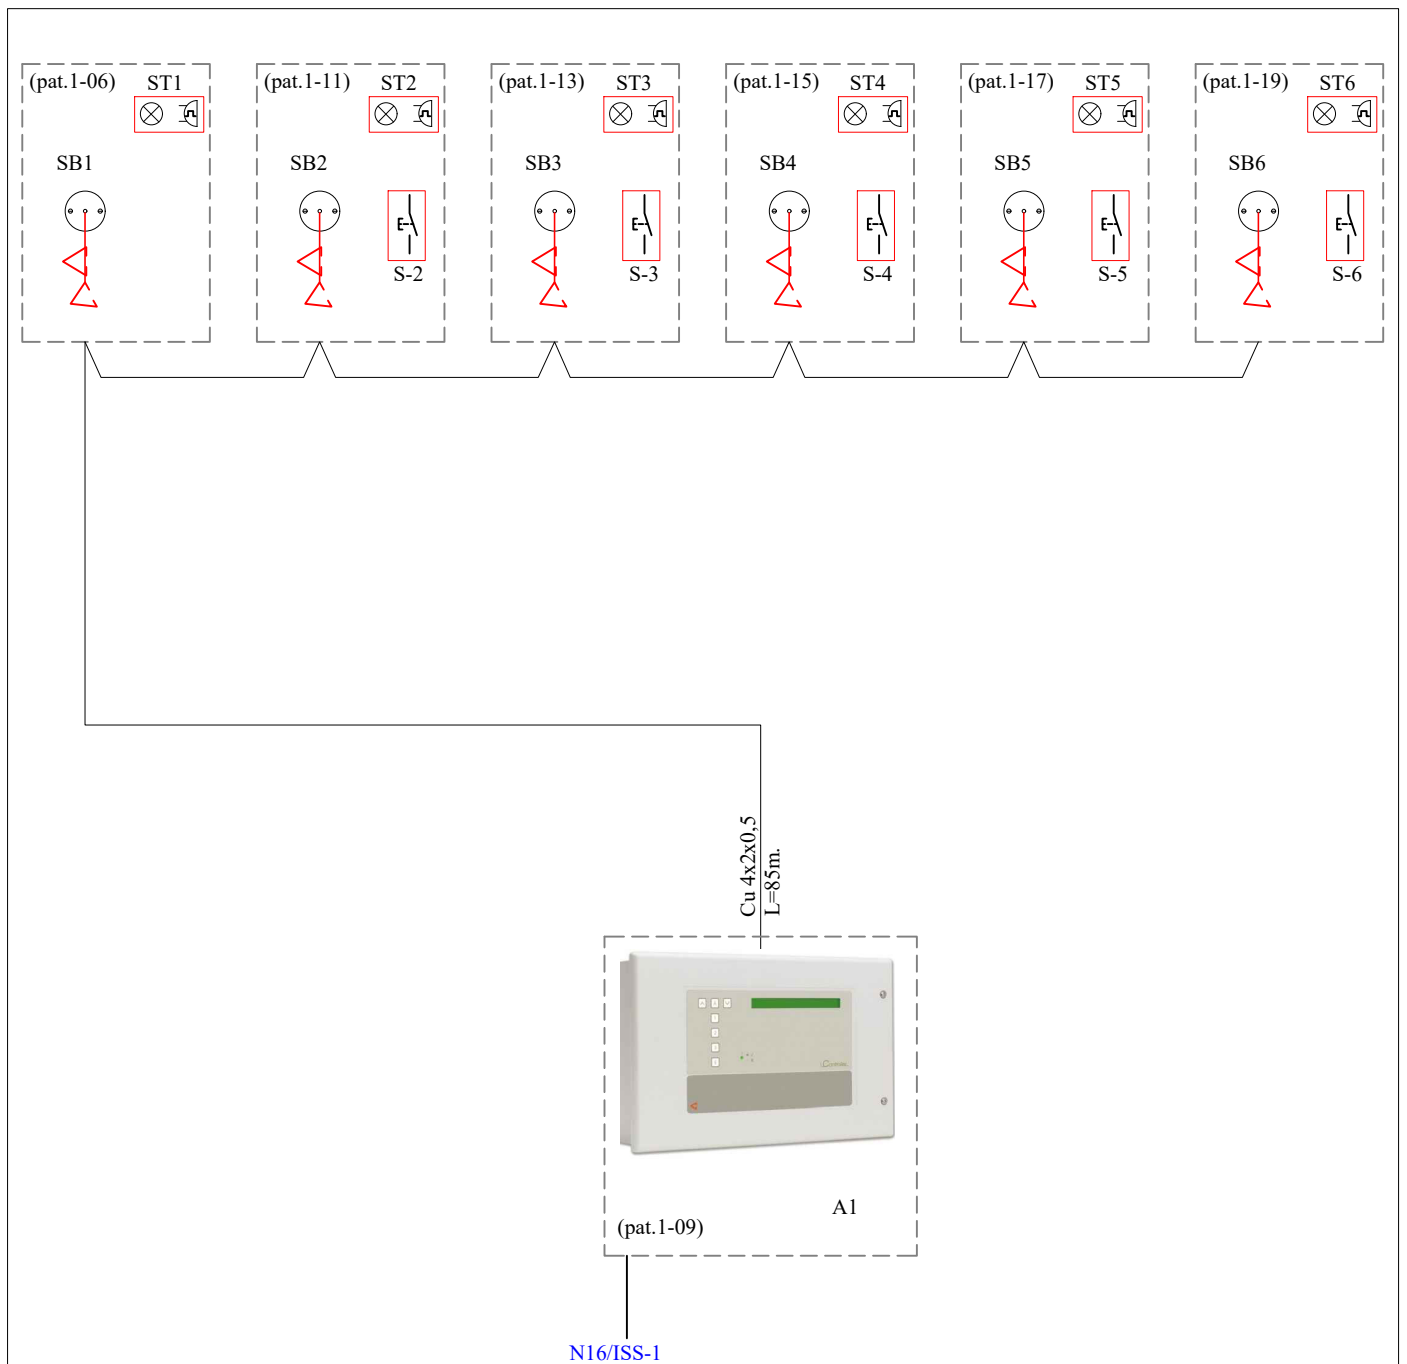 (pat.1-06) ST1
SB1
(pat.1-11) ST2
SB2
S-2
(pat.1-13) ST3
SB3
S-3
(pat.1-15) ST4
SB4
S-4
(pat.1-17) ST5
SB5
S-5
(pat.1-19) ST6
SB6
S-6
Cu 4x2x0,5
L=85m.
A1
(pat.1-09)
N16/ISS-1